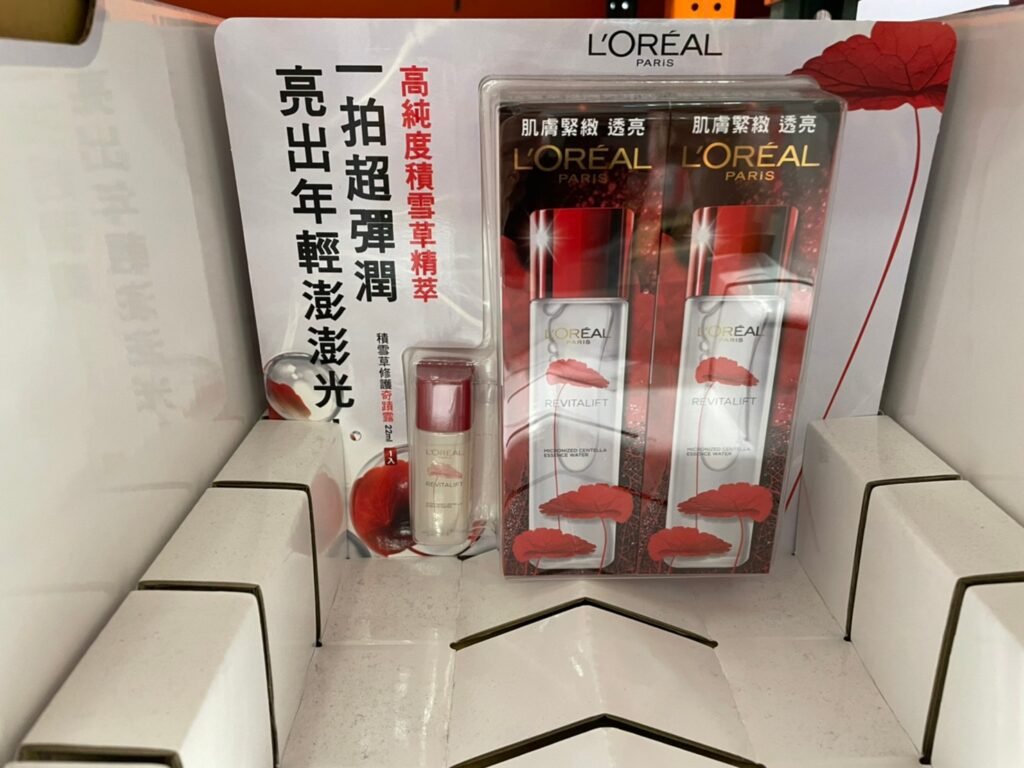 L'ORÉAL
PARIS
高純度積雪草精萃
一拍超彈潤
亮出年輕澎澎光
積雪草修護奇蹟露 22ml 1入
L'ORÉAL
REVITALIFT
肌膚緊緻 透亮
L'ORÉAL
PARIS
L'ORÉAL
PARIS
REVITALIFT
MICRONIZED CENTELLA
ESSENCE WATER
肌膚緊緻 透亮
L'ORÉAL
PARIS
L'ORÉAL
PARIS
REVITALIFT
MICRONIZED CENTELLA
ESSENCE WATER